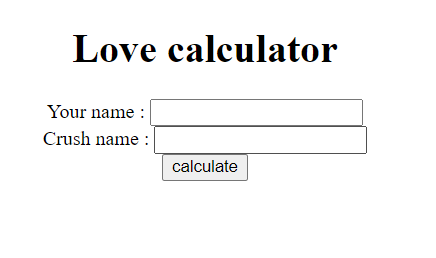 Love calculator
Your name :
Crush name :
calculate